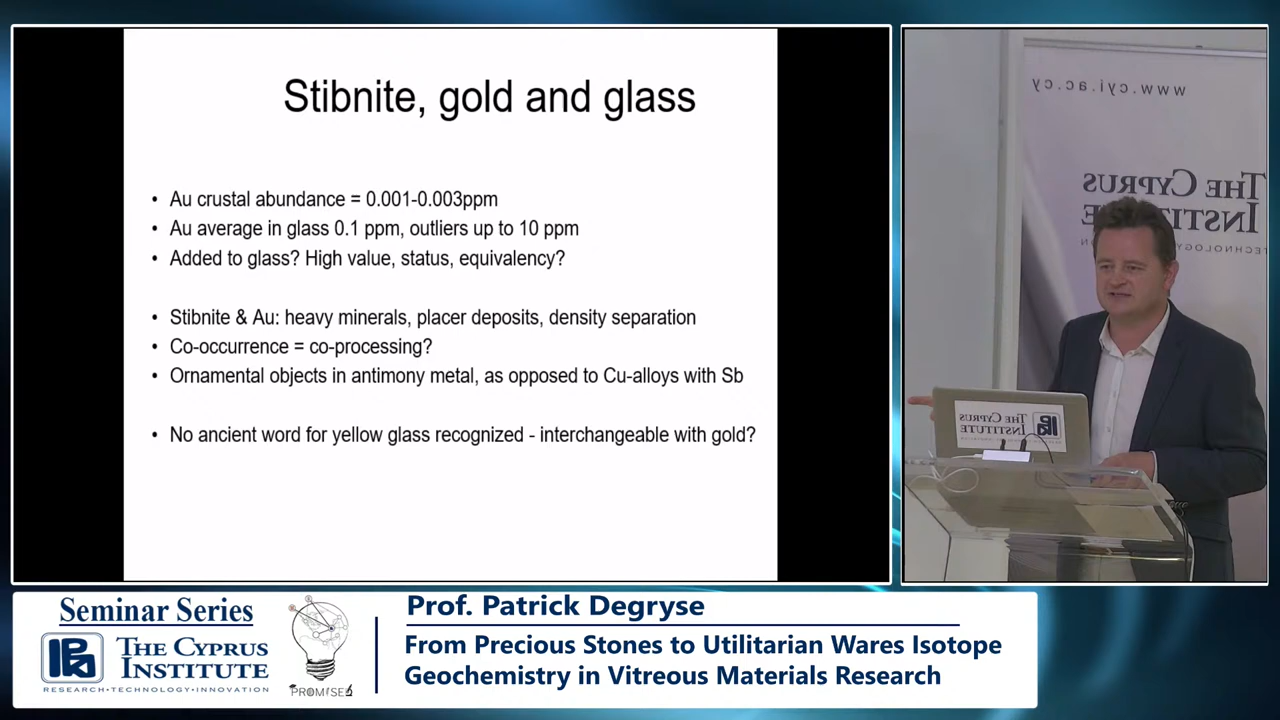 Stibnite, gold and glass
• Au crustal abundance = 0.001-0.003ppm
• Au average in glass 0.1 ppm, outliers up to 10 ppm
• Added to glass? High value, status, equivalency?
• Stibnite & Au: heavy minerals, placer deposits, density separation
• Co-occurrence = co-processing?
• Ornamental objects in antimony metal, as opposed to Cu-alloys with Sb
• No ancient word for yellow glass recognized - interchangeable with gold?
www.cyi.ac.cy
THE CYPRUS
INSTITUTE
THE CYPRUS
INSTITUTE
Seminar Series
THE CYPRUS
INSTITUTE
RESEARCH•TECHNOLOGY•INNOVATION
PROMISE
Prof. Patrick Degryse
From Precious Stones to Utilitarian Wares Isotope
Geochemistry in Vitreous Materials Research